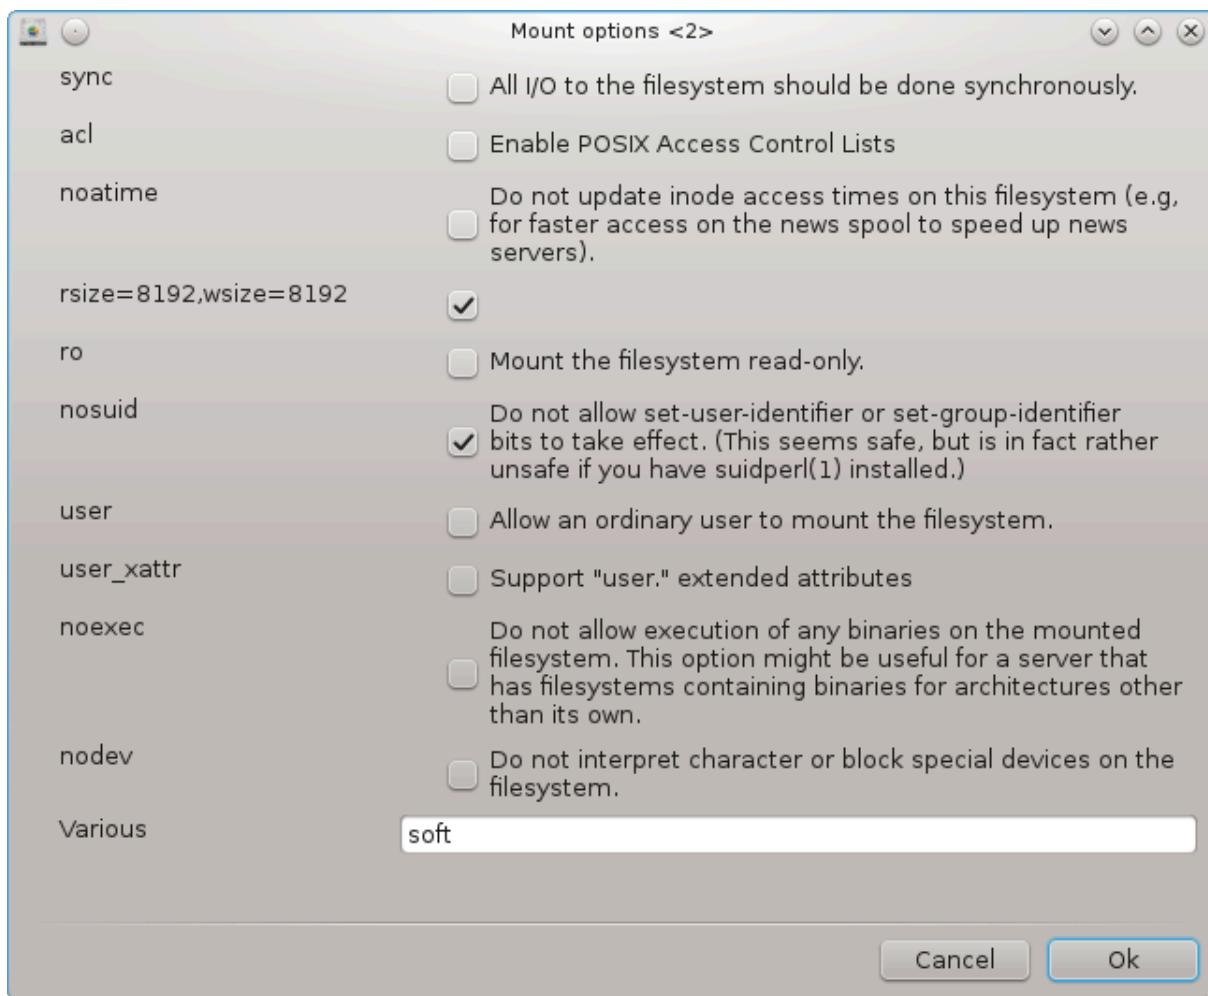 Mount options <2>
sync
All I/O to the filesystem should be done synchronously.
acl
Enable POSIX Access Control Lists
noatime
Do not update inode access times on this filesystem (e.g,
for faster access on the news spool to speed up news
servers).
rsize=8192,wsize=8192
ro
Mount the filesystem read-only.
nosuid
Do not allow set-user-identifier or set-group-identifier
bits to take effect. (This seems safe, but is in fact rather
unsafe if you have suidperl(1) installed.)
user
Allow an ordinary user to mount the filesystem.
user_xattr
Support "user." extended attributes
noexec
Do not allow execution of any binaries on the mounted
filesystem. This option might be useful for a server that
has filesystems containing binaries for architectures other
than its own.
nodev
Do not interpret character or block special devices on the
filesystem.
Various
soft
Cancel
Ok